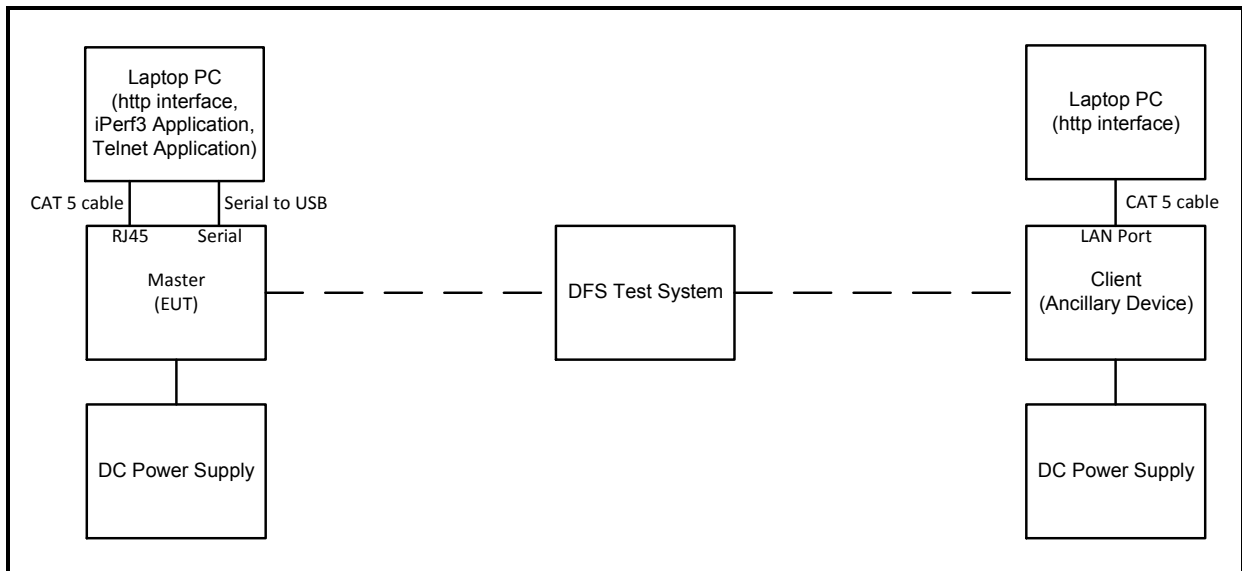 Laptop PC
(http interface,
iPerf3 Application,
Telnet Application)
CAT 5 cable
Serial to USB
RJ45
Serial
Master
(EUT)
DC Power Supply
DFS Test System
Laptop PC
(http interface)
CAT 5 cable
LAN Port
Client
(Ancillary Device)
DC Power Supply